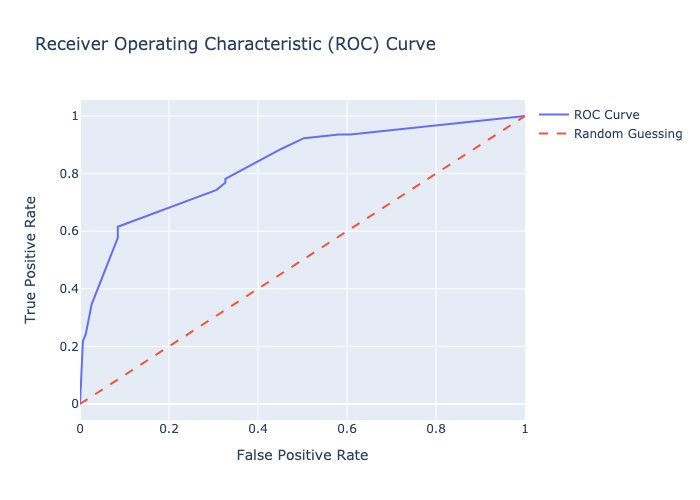 Receiver Operating Characteristic (ROC) Curve
ROC Curve
Random Guessing
1
0.8
0.6
0.4
0.2
0
True Positive Rate
0 0.2 0.4 0.6 0.8 1
False Positive Rate